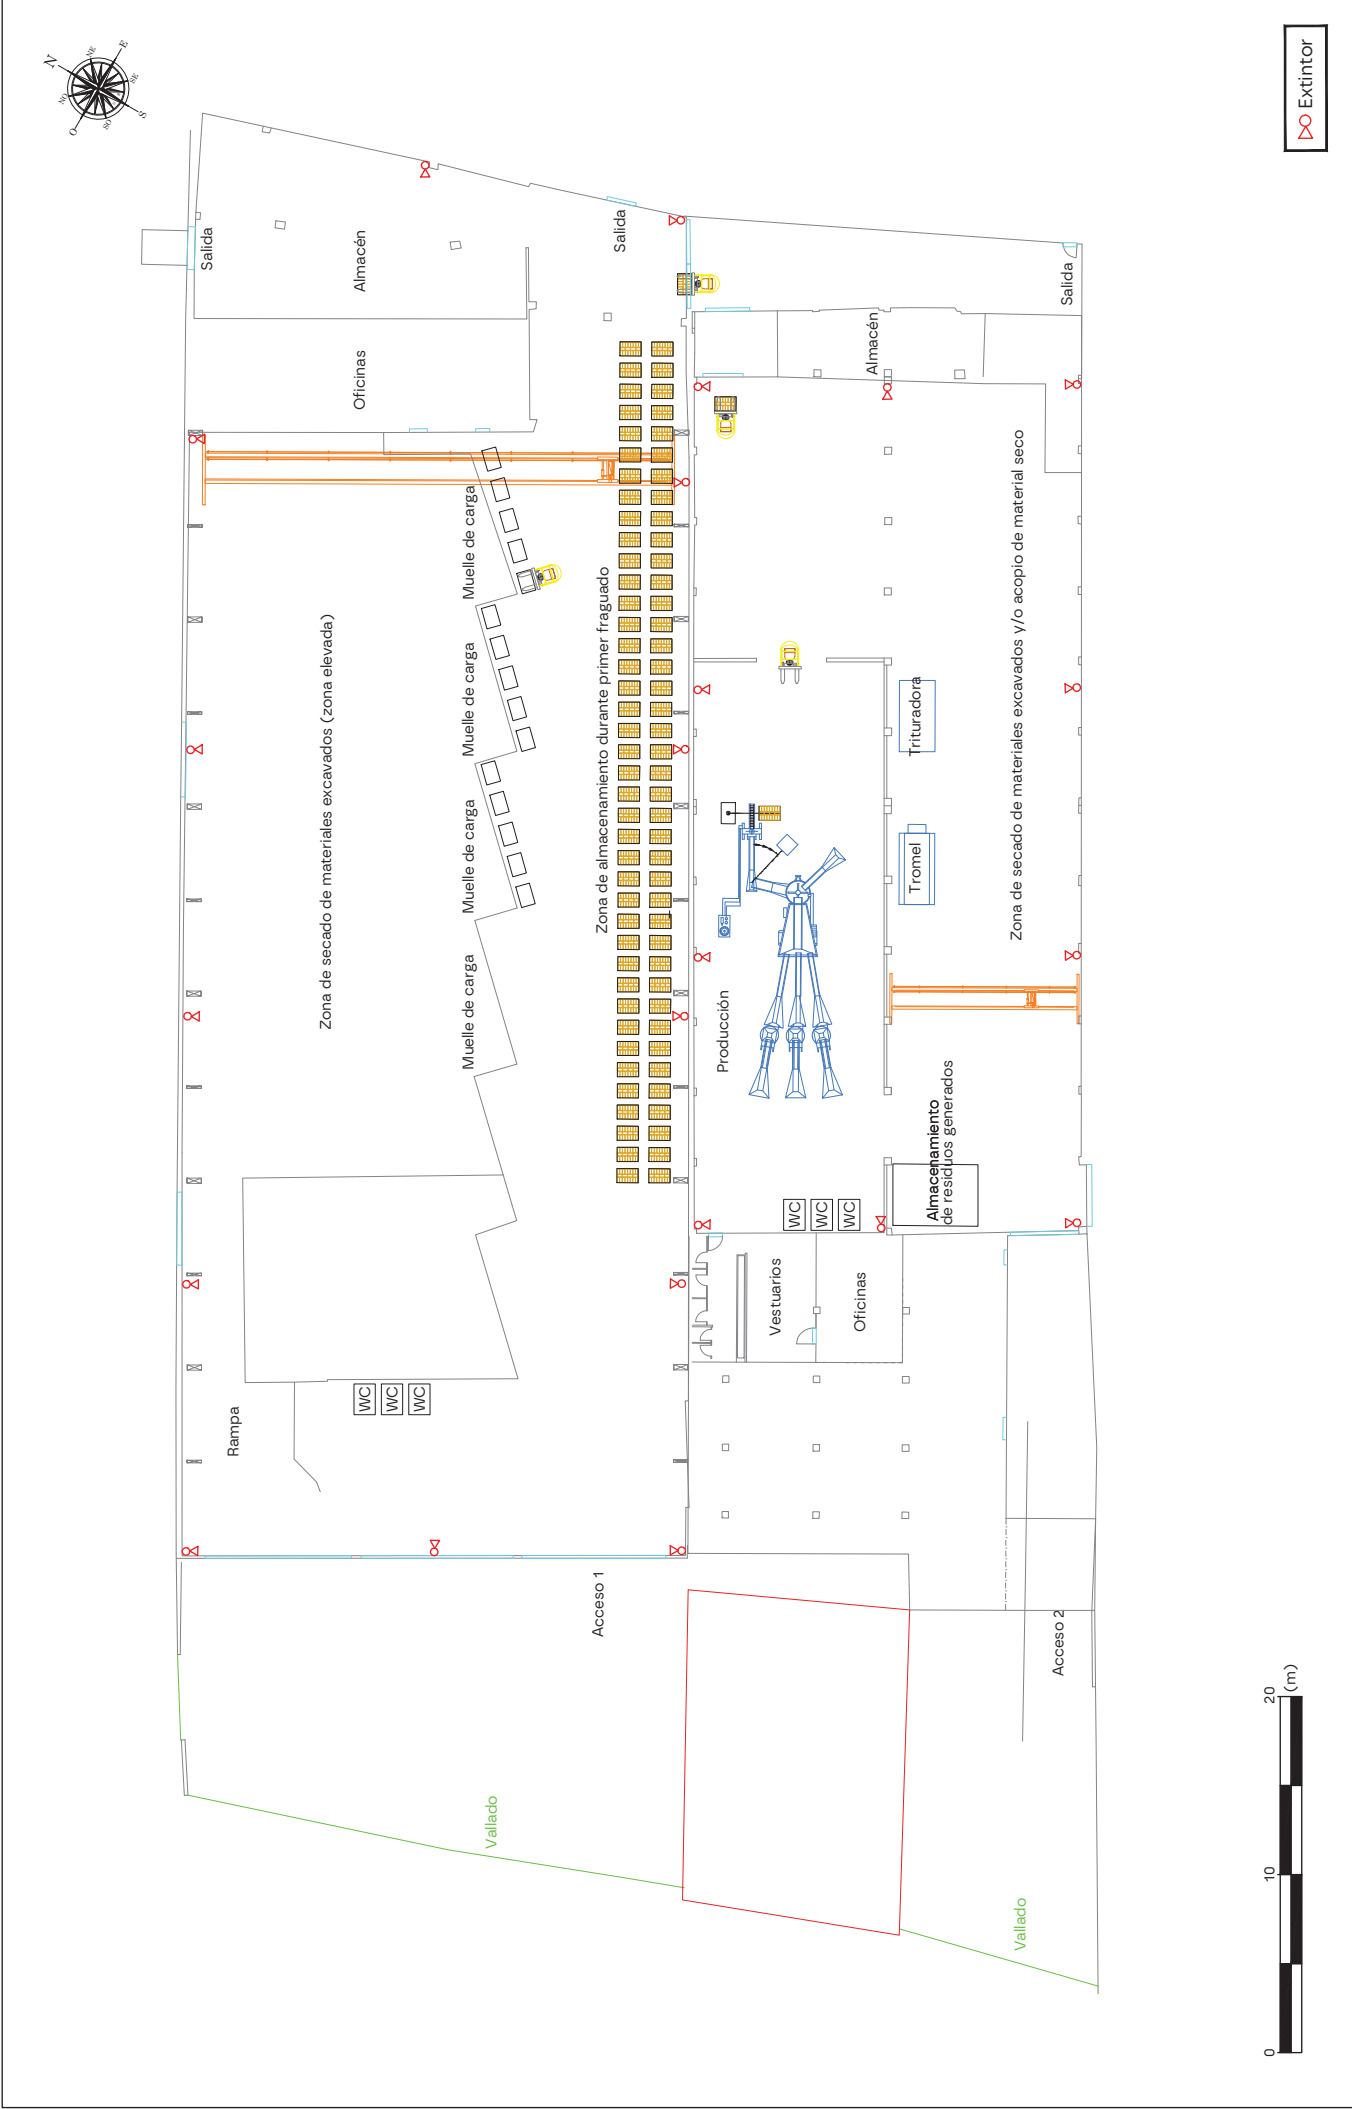 N
NE
E
SE
S
SO
O
NO
Extintor
Salida
Almacén
Salida
Salida
Oficinas
Almacén
Muelle de carga
Muelle de carga
Muelle de carga
Muelle de carga
Zona de secado de materiales excavados (zona elevada)
Zona de almacenamiento durante primer fraguado
Zona de secado de materiales excavados y/o acopio de material seco
Trituradora
Tromel
Producción
Almacenamiento
de residuos generados
WC
WC
WC
Vestuarios
Oficinas
WC
WC
WC
Rampa
Acceso 1
Acceso 2
Vallado
Vallado
0
10
20
(m)